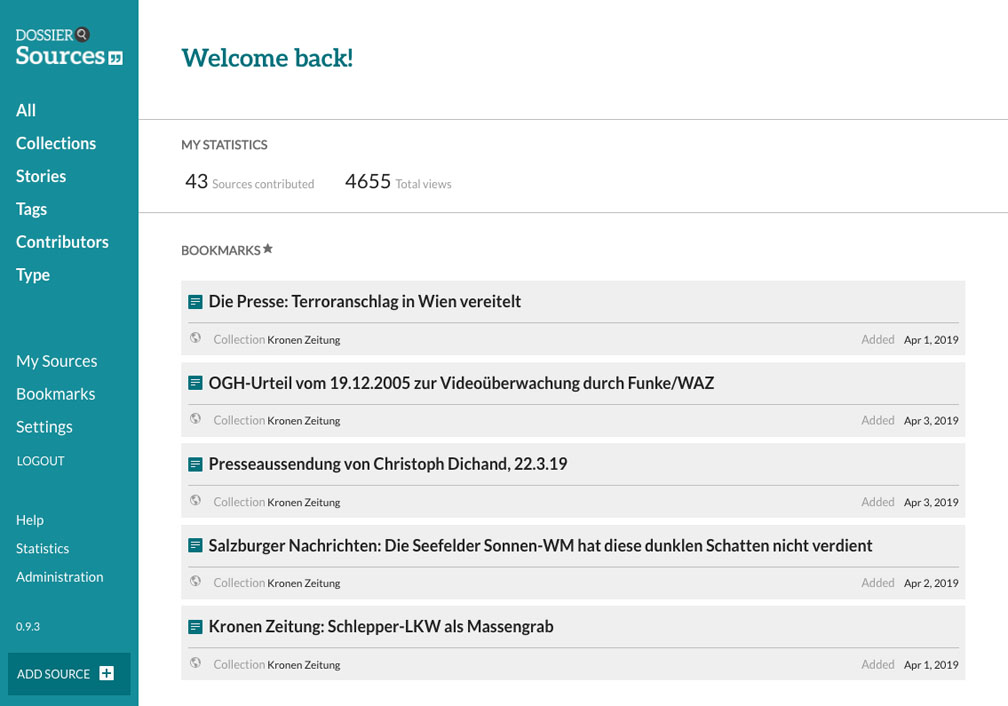 DOSSIER
Sources
All
Collections
Stories
Tags
Contributors
Type
My Sources
Bookmarks
Settings
LOGOUT
Help
Statistics
Administration
0.9.3
ADD SOURCE
Welcome back!
MY STATISTICS
43 Sources contributed 4655 Total views
BOOKMARKS
Die Presse: Terroranschlag in Wien vereitelt
Collection Kronen Zeitung Added Apr 1, 2019
OGH-Urteil vom 19.12.2005 zur Videoüberwachung durch Funke/WAZ
Collection Kronen Zeitung Added Apr 3, 2019
Presseaussendung von Christoph Dichand, 22.3.19
Collection Kronen Zeitung Added Apr 3, 2019
Salzburger Nachrichten: Die Seefelder Sonnen-WM hat diese dunklen Schatten nicht verdient
Collection Kronen Zeitung Added Apr 2, 2019
Kronen Zeitung: Schlepper-LKW als Massengrab
Collection Kronen Zeitung Added Apr 1, 2019